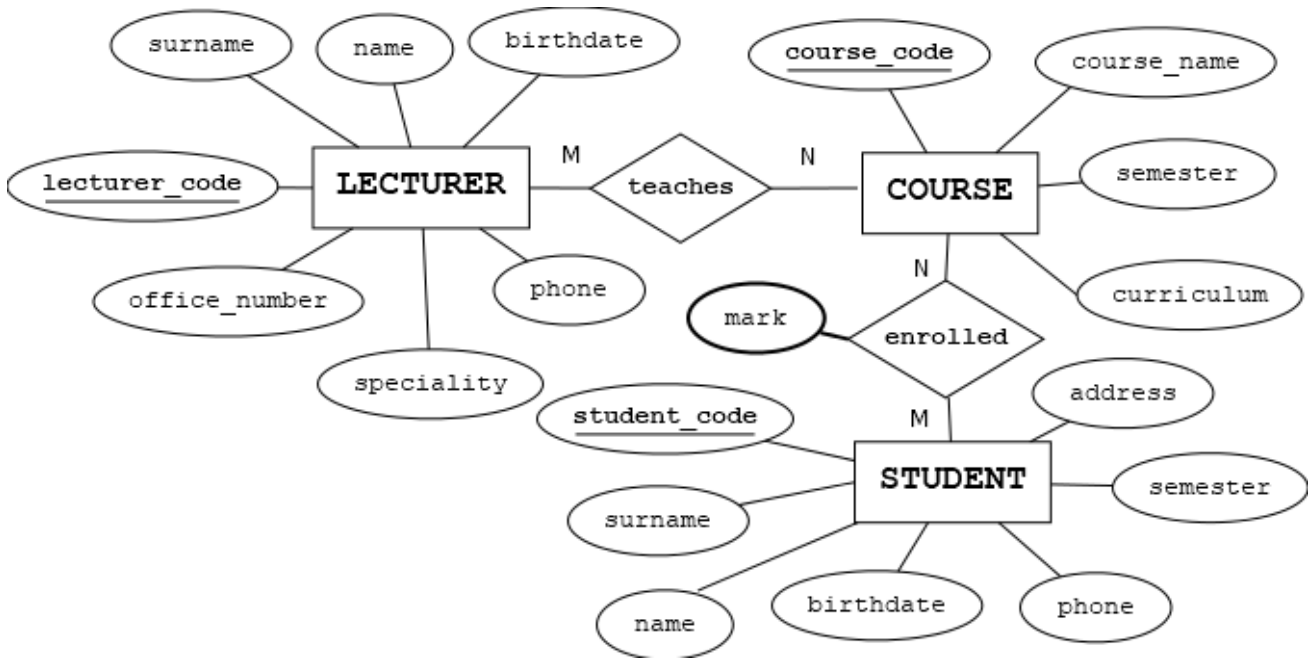 surname
name
birthdate
course_code
course_name
lecturer_code
LECTURER
M
teaches
N
COURSE
semester
office_number
phone
speciality
N
curriculum
mark
enrolled
student_code
M
address
STUDENT
semester
surname
name
birthdate
phone